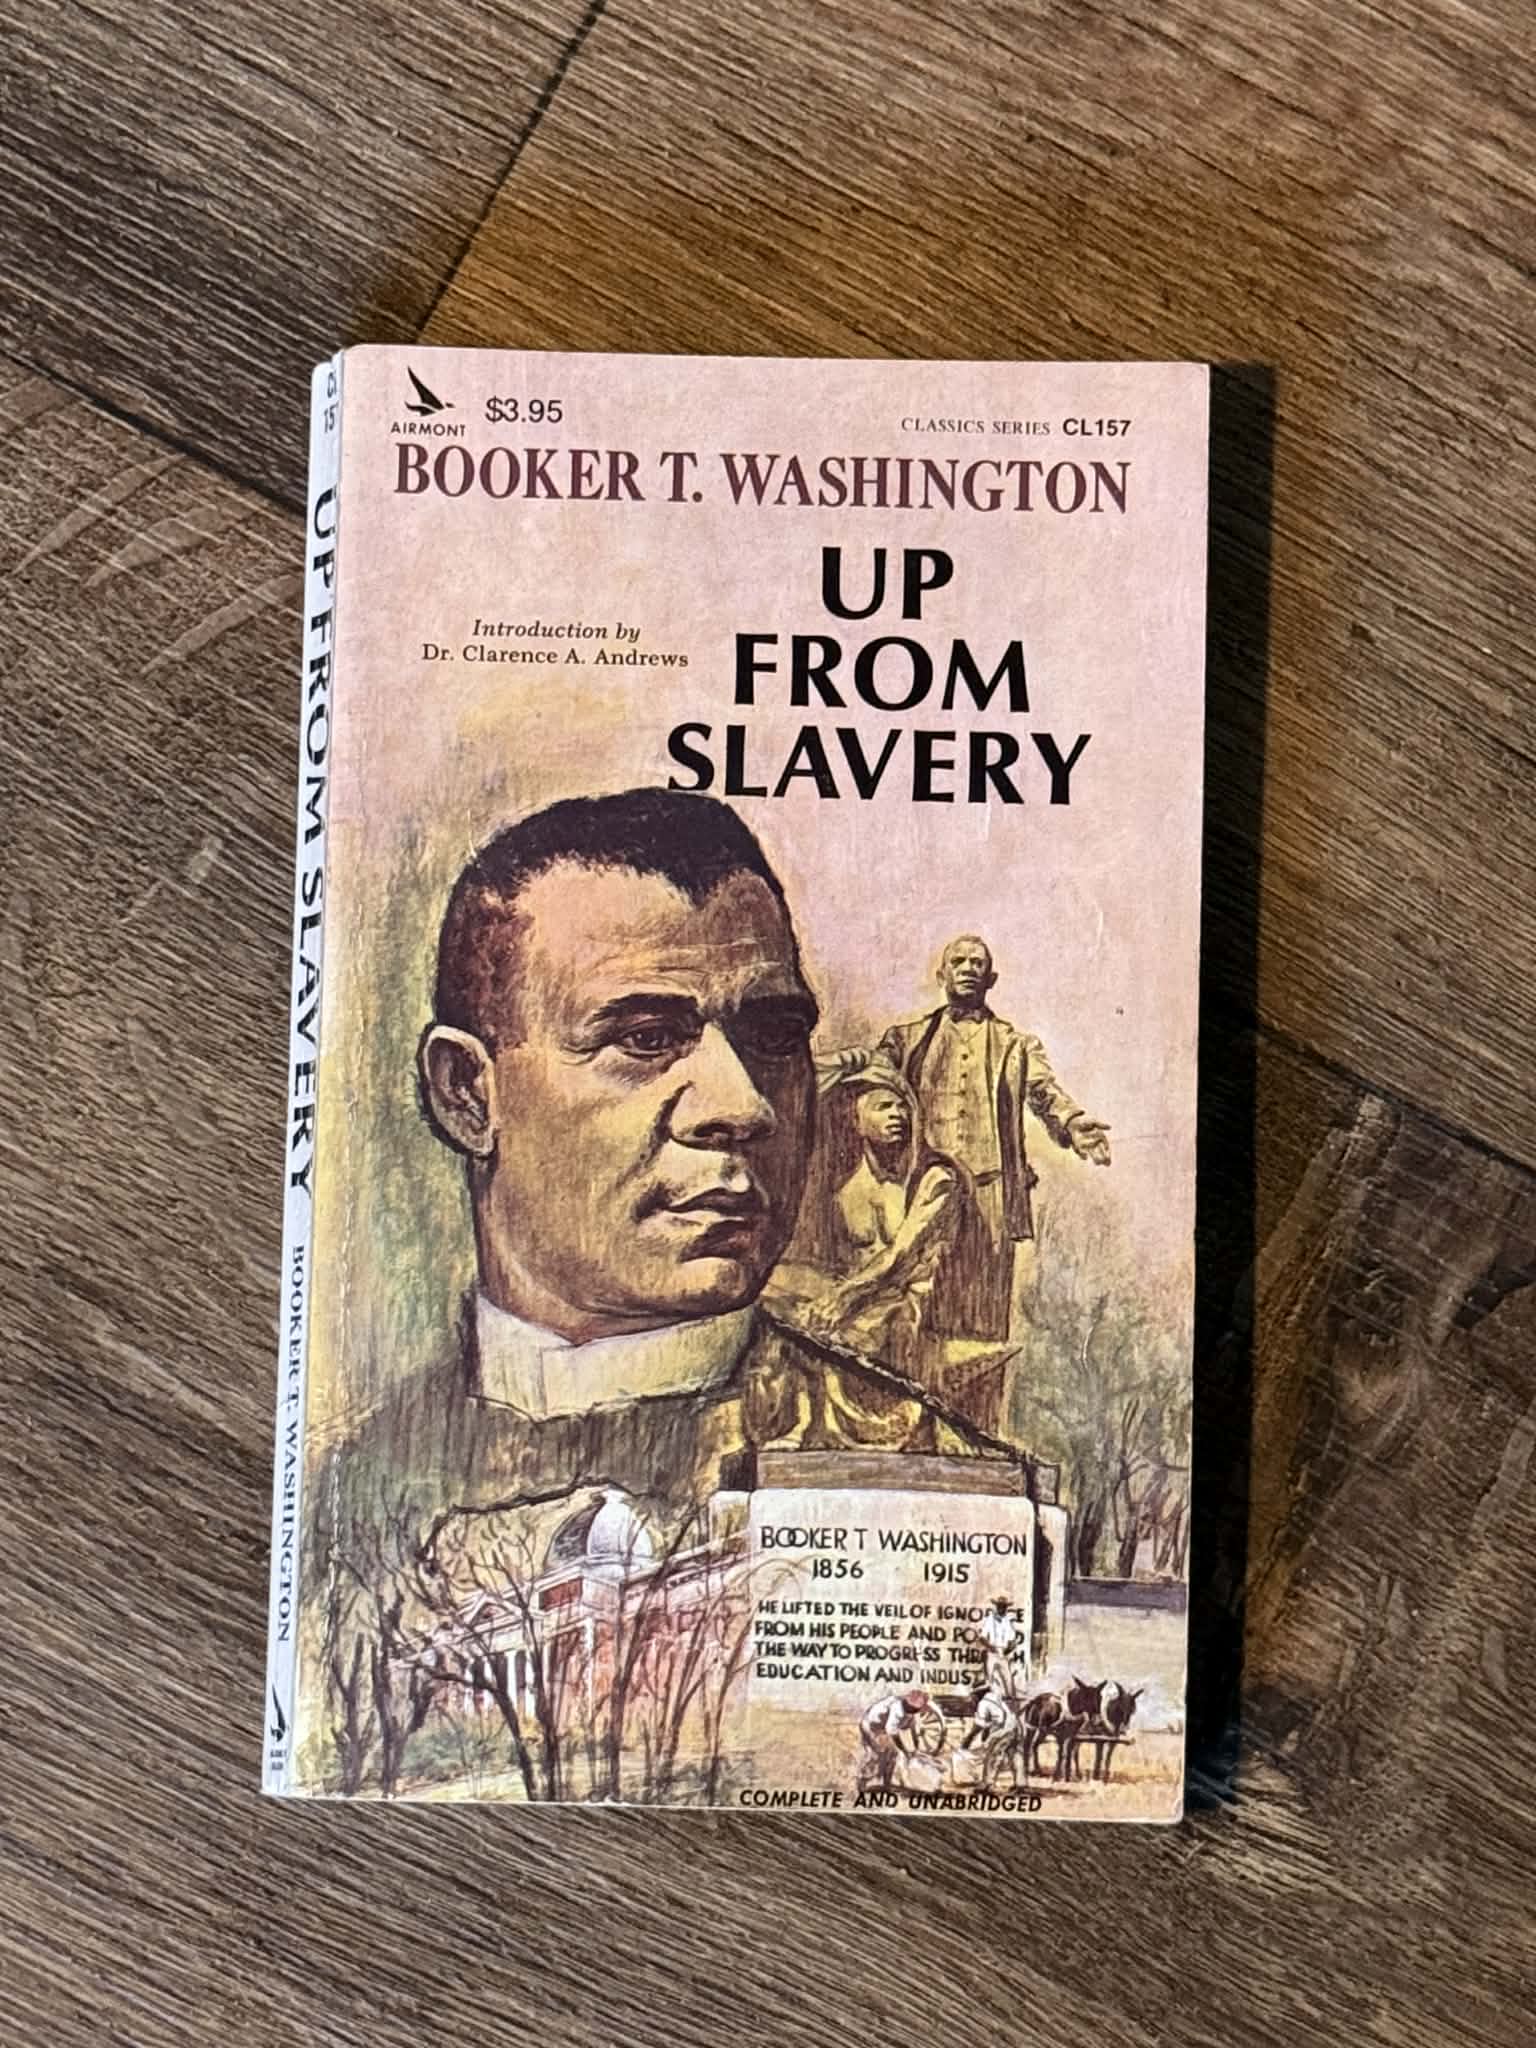 AIRMONT
$3.95
CLASSICS SERIES CL157
BOOKER T. WASHINGTON
UP
FROM
SLAVERY
Introduction by
Dr. Clarence A. Andrews
BOOKER T WASHINGTON
1856 1915
HE LIFTED THE VEIL OF
FROM HIS PEOPLE AND
THE WAY TO PROGRESS
EDUCATION AND
COMPLETE AND UNABRIDGED
UP FROM SLAVERY BOOKER T. WASHINGTON